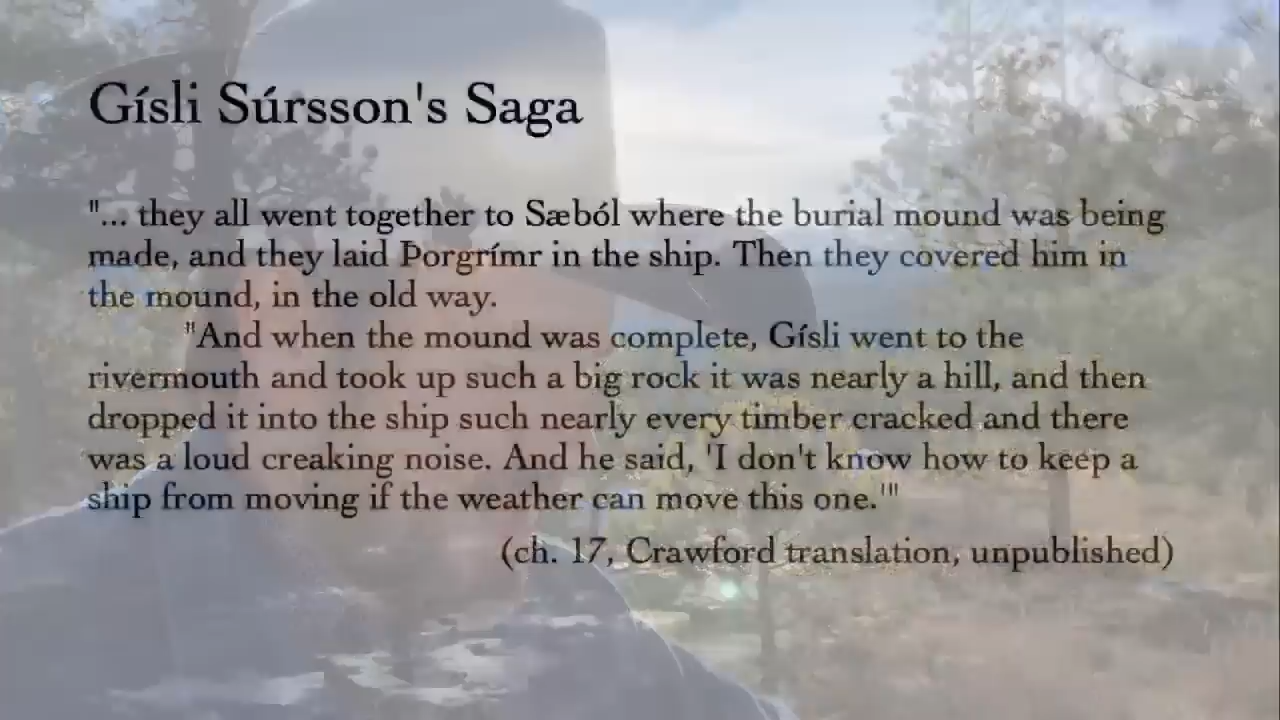 Gísli Súrsson's Saga
"... they all went together to Sæból where the burial mound was being
made, and they laid Þorgrímr in the ship. Then they covered him in
the mound, in the old way.
"And when the mound was complete, Gísli went to the
rivermouth and took up such a big rock it was nearly a hill, and then
dropped it into the ship such nearly every timber cracked and there
was a loud creaking noise. And he said, 'I don't know how to keep a
ship from moving if the weather can move this one.'"
(ch. 17, Crawford translation, unpublished)